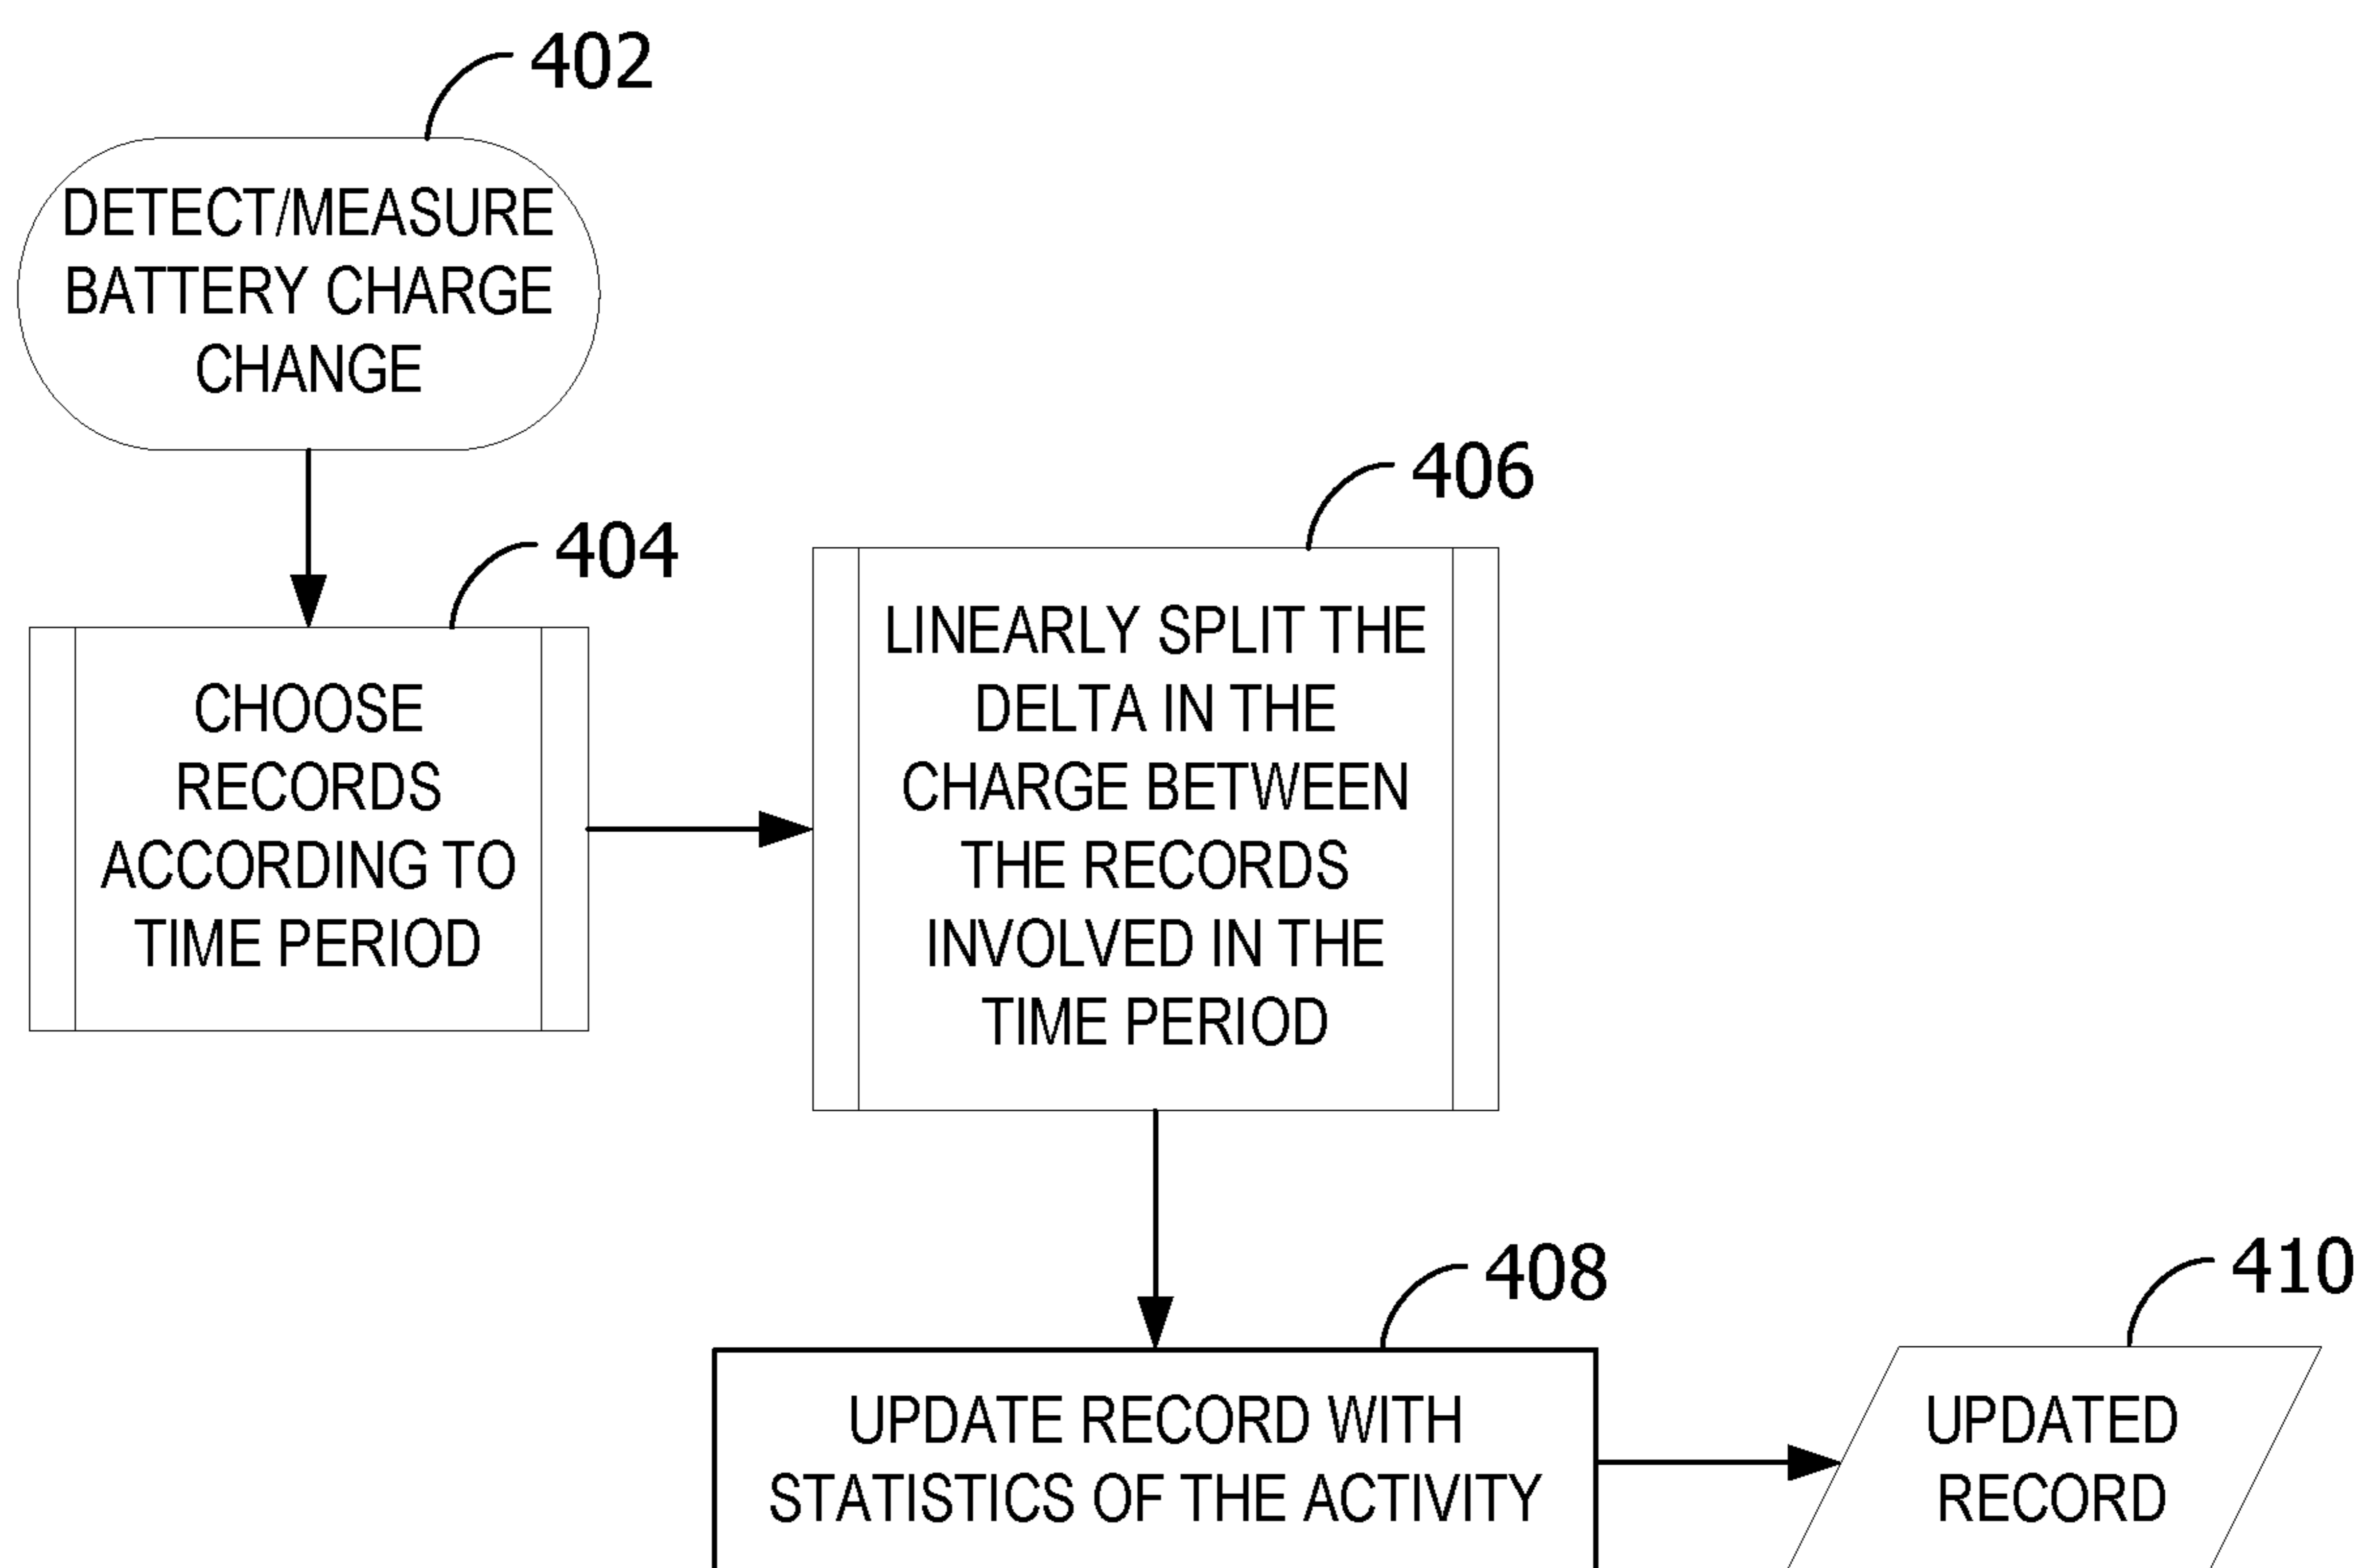 402
DETECT/MEASURE
BATTERY CHARGE
CHANGE
404
CHOOSE
RECORDS
ACCORDING TO
TIME PERIOD
406
LINEARLY SPLIT THE
DELTA IN THE
CHARGE BETWEEN
THE RECORDS
INVOLVED IN THE
TIME PERIOD
408
UPDATE RECORD WITH
STATISTICS OF THE ACTIVITY
410
UPDATED
RECORD